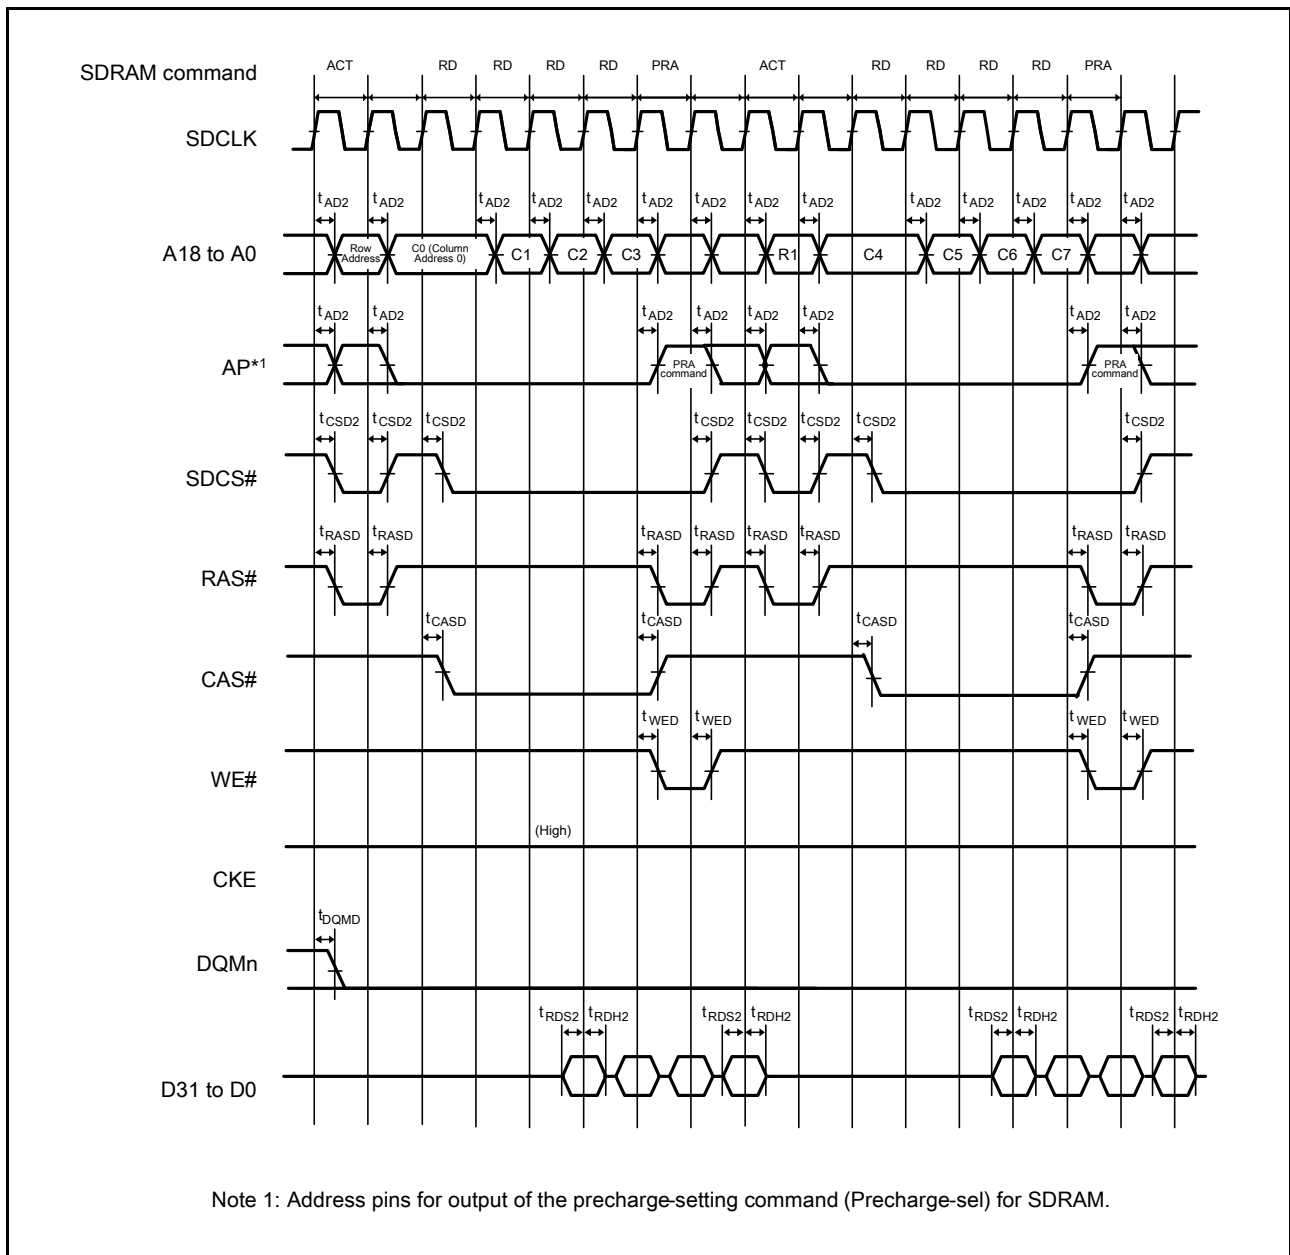 ACT RD RD RD RD PRA ACT RD RD RD RD PRA
SDRAM command
SDCLK
tAD2 tAD2 tAD2 tAD2 tAD2 tAD2 tAD2 tAD2 tAD2 tAD2 tAD2 tAD2 tAD2 tAD2
A18 to A0
Row Address C0 (Column Address 0) C1 C2 C3 R1 C4 C5 C6 C7
tAD2 tAD2 tAD2 tAD2 tAD2 tAD2 tAD2 tAD2
AP*1
PRA command PRA command
tCSD2 tCSD2 tCSD2 tCSD2 tCSD2 tCSD2 tCSD2 tCSD2
SDCS#
tRASD tRASD tRASD tRASD tRASD tRASD tRASD tRASD
RAS#
tCASD tCASD tCASD tCASD
CAS#
tWED tWED tWED tWED
WE#
(High)
CKE
tDQMD
DQMn
tRDS2 tRDH2 tRDS2 tRDH2 tRDS2 tRDH2 tRDS2 tRDH2
D31 to D0
Note 1: Address pins for output of the precharge-setting command (Precharge-sel) for SDRAM.